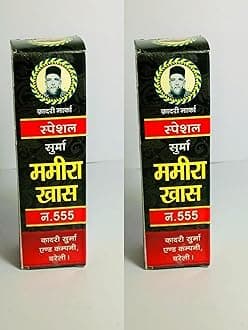 क़ादरी मार्का
स्पेशल
सुर्मा
ममीरा
खास
न.555
कादरी सुर्मा
एण्ड कम्पनी,
बरेली।
क़ादरी मार्का
स्पेशल
सुर्मा
ममीरा
खास
न.555
कादरी सुर्मा
एण्ड कम्पनी,
बरेली।